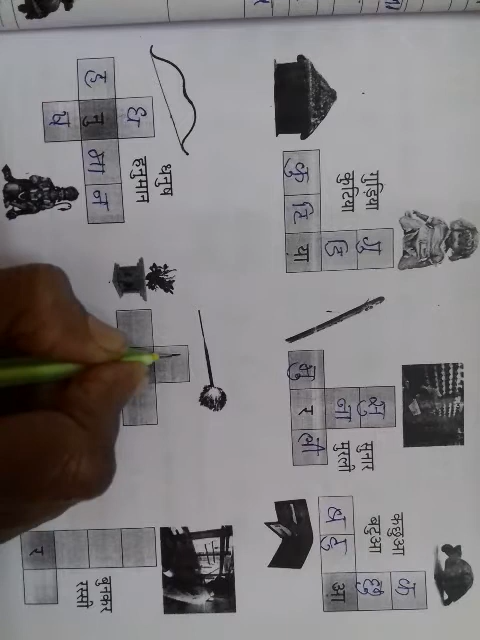 गुड़िया
कुटिया
कु टि या
गु ड़ि
सुनार
मुरली
मु र ली
सु ना
कछुआ
बटुआ
ब टु आ
क छु
धनुष
हनुमान
ह नु मा न
ध ष
बुनकर
रस्सी
र